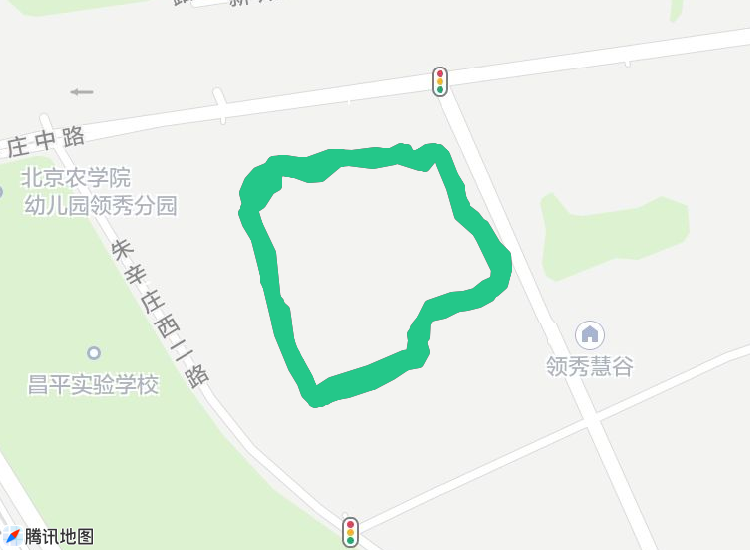 庄中路
北京农学院
幼儿园领秀分园
朱辛庄西二路
领秀慧谷
昌平实验学校
腾讯地图